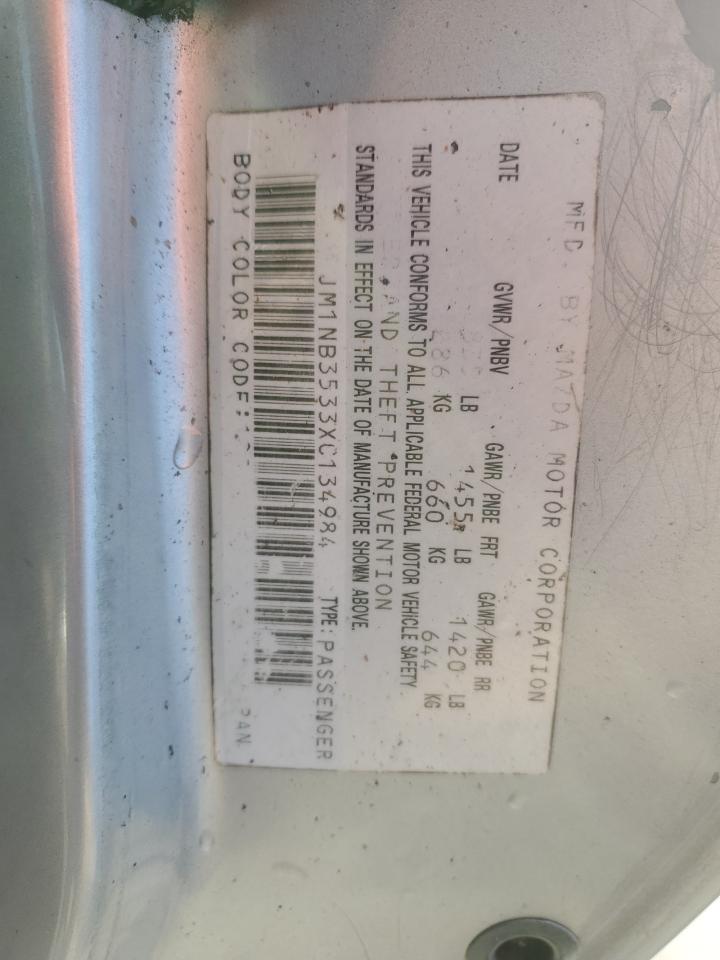 MFD. BY MAZDA MOTOR CORPORATION
DATE GVWR/PNBV GAWR/PNBE FRT GAWR/PNBE RR
LB 1455 LB 1420 LB
KG 660 KG 644 KG
THIS VEHICLE CONFORMS TO ALL APPLICABLE FEDERAL MOTOR VEHICLE SAFETY
AND THEFT PREVENTION
STANDARDS IN EFFECT ON THE DATE OF MANUFACTURE SHOWN ABOVE.
JM1NB3533XC134984 TYPE:PASSENGER
BODY COLOR CODE: